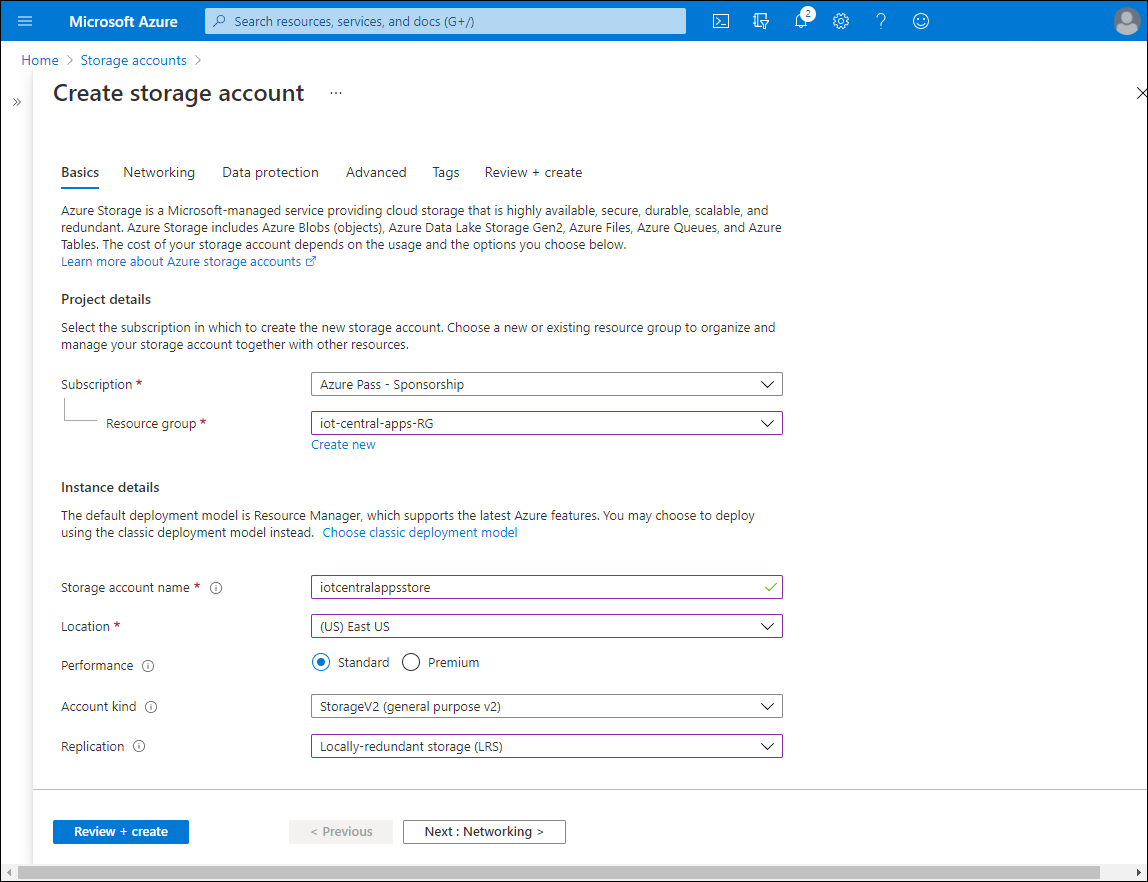 Microsoft Azure
Search resources, services, and docs (G+/)
2
Home > Storage accounts >
Create storage account ...
Basics Networking Data protection Advanced Tags Review + create
Azure Storage is a Microsoft-managed service providing cloud storage that is highly available, secure, durable, scalable, and
redundant. Azure Storage includes Azure Blobs (objects), Azure Data Lake Storage Gen2, Azure Files, Azure Queues, and Azure
Tables. The cost of your storage account depends on the usage and the options you choose below.
Learn more about Azure storage accounts
Project details
Select the subscription in which to create the new storage account. Choose a new or existing resource group to organize and
manage your storage account together with other resources.
Subscription * Azure Pass - Sponsorship
Resource group * iot-central-apps-RG
Create new
Instance details
The default deployment model is Resource Manager, which supports the latest Azure features. You may choose to deploy
using the classic deployment model instead. Choose classic deployment model
Storage account name * iotcentralappsstore
Location * (US) East US
Performance Standard Premium
Account kind StorageV2 (general purpose v2)
Replication Locally-redundant storage (LRS)
Review + create < Previous Next : Networking >